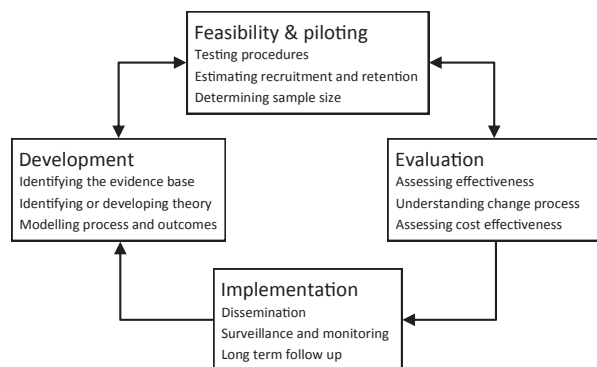 Feasibility & piloting
Testing procedures
Estimating recruitment and retention
Determining sample size
Development
Identifying the evidence base
Identifying or developing theory
Modelling process and outcomes
Evaluation
Assessing effectiveness
Understanding change process
Assessing cost effectiveness
Implementation
Dissemination
Surveillance and monitoring
Long term follow up